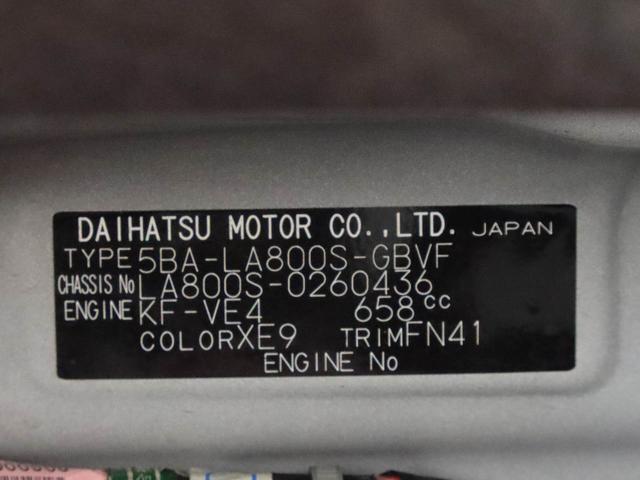 DAIHATSU MOTOR CO.,LTD. JAPAN
TYPE 5BA-LA800S-GBVF
CHASSIS No LA800S-0260436
ENGINE KF-VE4 658cc
COLOR XE9 TRIM FN41
ENGINE No